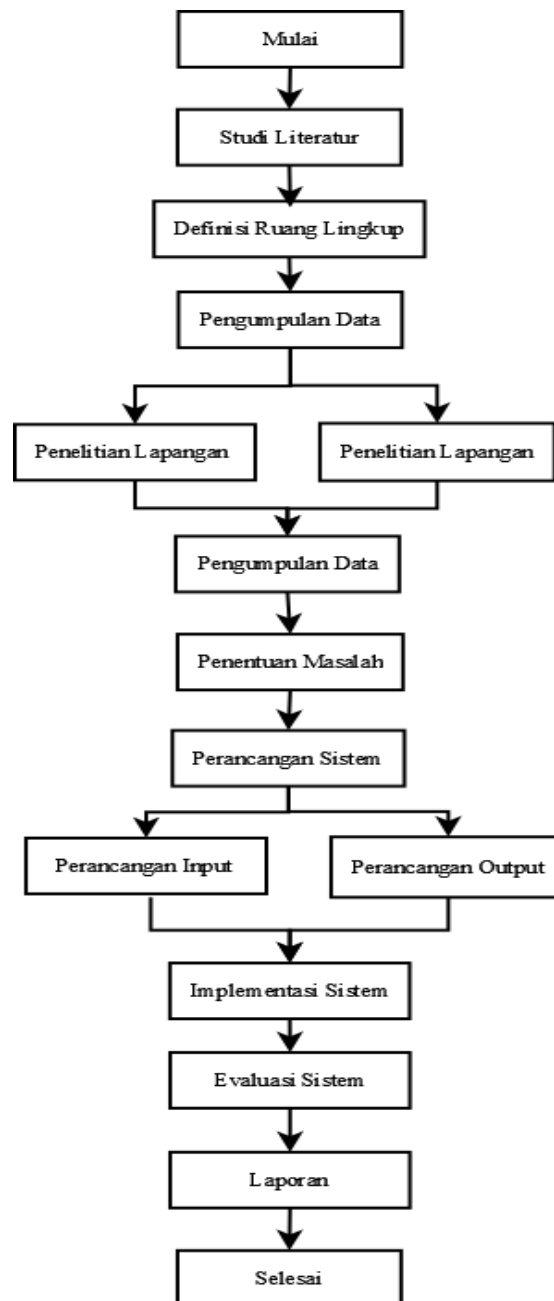 Mulai
Studi Literatur
Definisi Ruang Lingkup
Pengumpulan Data
Penelitian Lapangan
Penelitian Lapangan
Pengumpulan Data
Penentuan Masalah
Perancangan Sistem
Perancangan Input
Perancangan Output
Implementasi Sistem
Evaluasi Sistem
Laporan
Selesai